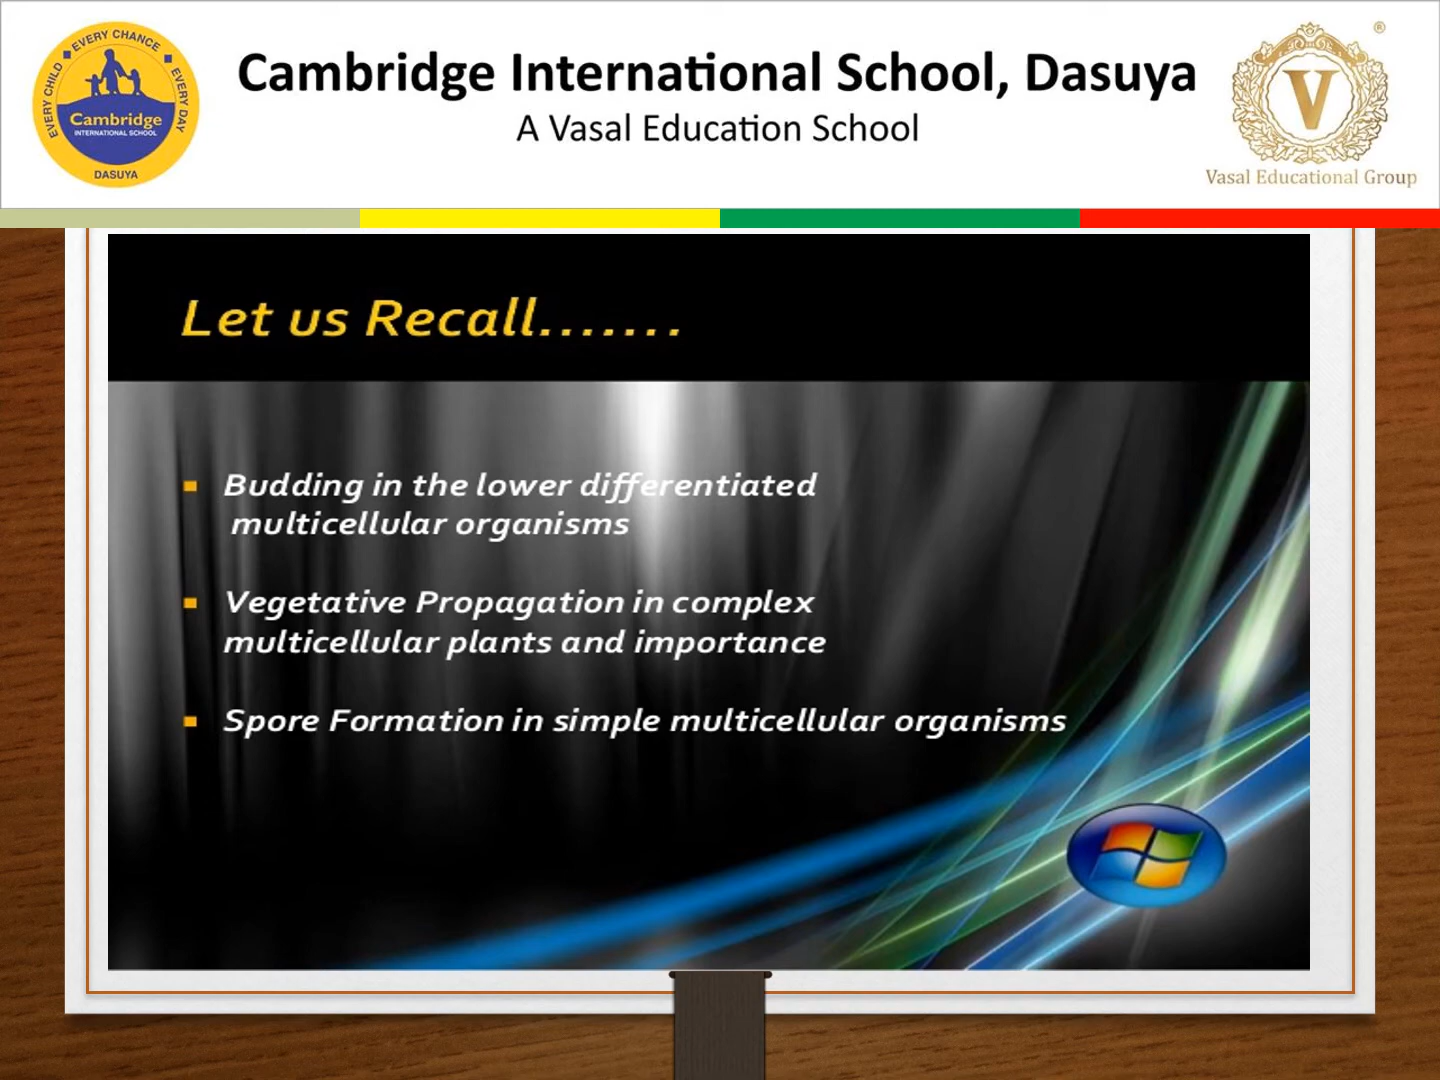 EVERY CHILD EVERY CHANCE EVERY DAY
Cambridge
INTERNATIONAL SCHOOL
DASUYA
Cambridge International School, Dasuya
A Vasal Education School
®
V
Vasal Educational Group
Let us Recall.......
Budding in the lower differentiated
multicellular organisms
Vegetative Propagation in complex
multicellular plants and importance
Spore Formation in simple multicellular organisms